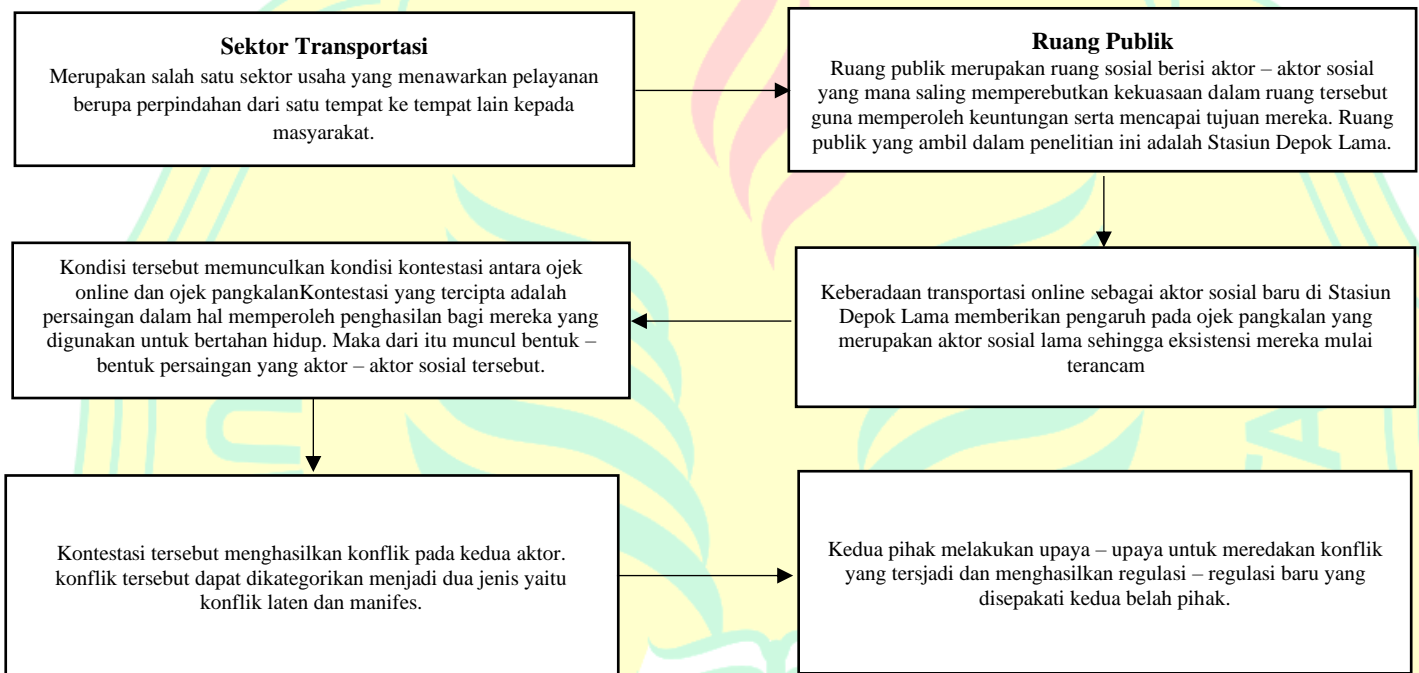 Sektor Transportasi
Merupakan salah satu sektor usaha yang menawarkan pelayanan
berupa perpindahan dari satu tempat ke tempat lain kepada
masyarakat.
Ruang Publik
Ruang publik merupakan ruang sosial berisi aktor – aktor sosial
yang mana saling memperebutkan kekuasaan dalam ruang tersebut
guna memperoleh keuntungan serta mencapai tujuan mereka. Ruang
publik yang ambil dalam penelitian ini adalah Stasiun Depok Lama.
Keberadaan transportasi online sebagai aktor sosial baru di Stasiun
Depok Lama memberikan pengaruh pada ojek pangkalan yang
merupakan aktor sosial lama sehingga eksistensi mereka mulai
terancam
Kondisi tersebut memunculkan kondisi kontestasi antara ojek
online dan ojek pangkalanKontestasi yang tercipta adalah
persaingan dalam hal memperoleh penghasilan bagi mereka yang
digunakan untuk bertahan hidup. Maka dari itu muncul bentuk –
bentuk persaingan yang aktor – aktor sosial tersebut.
Kontestasi tersebut menghasilkan konflik pada kedua aktor.
konflik tersebut dapat dikategorikan menjadi dua jenis yaitu
konflik laten dan manifes.
Kedua pihak melakukan upaya – upaya untuk meredakan konflik
yang tersjadi dan menghasilkan regulasi – regulasi baru yang
disepakati kedua belah pihak.